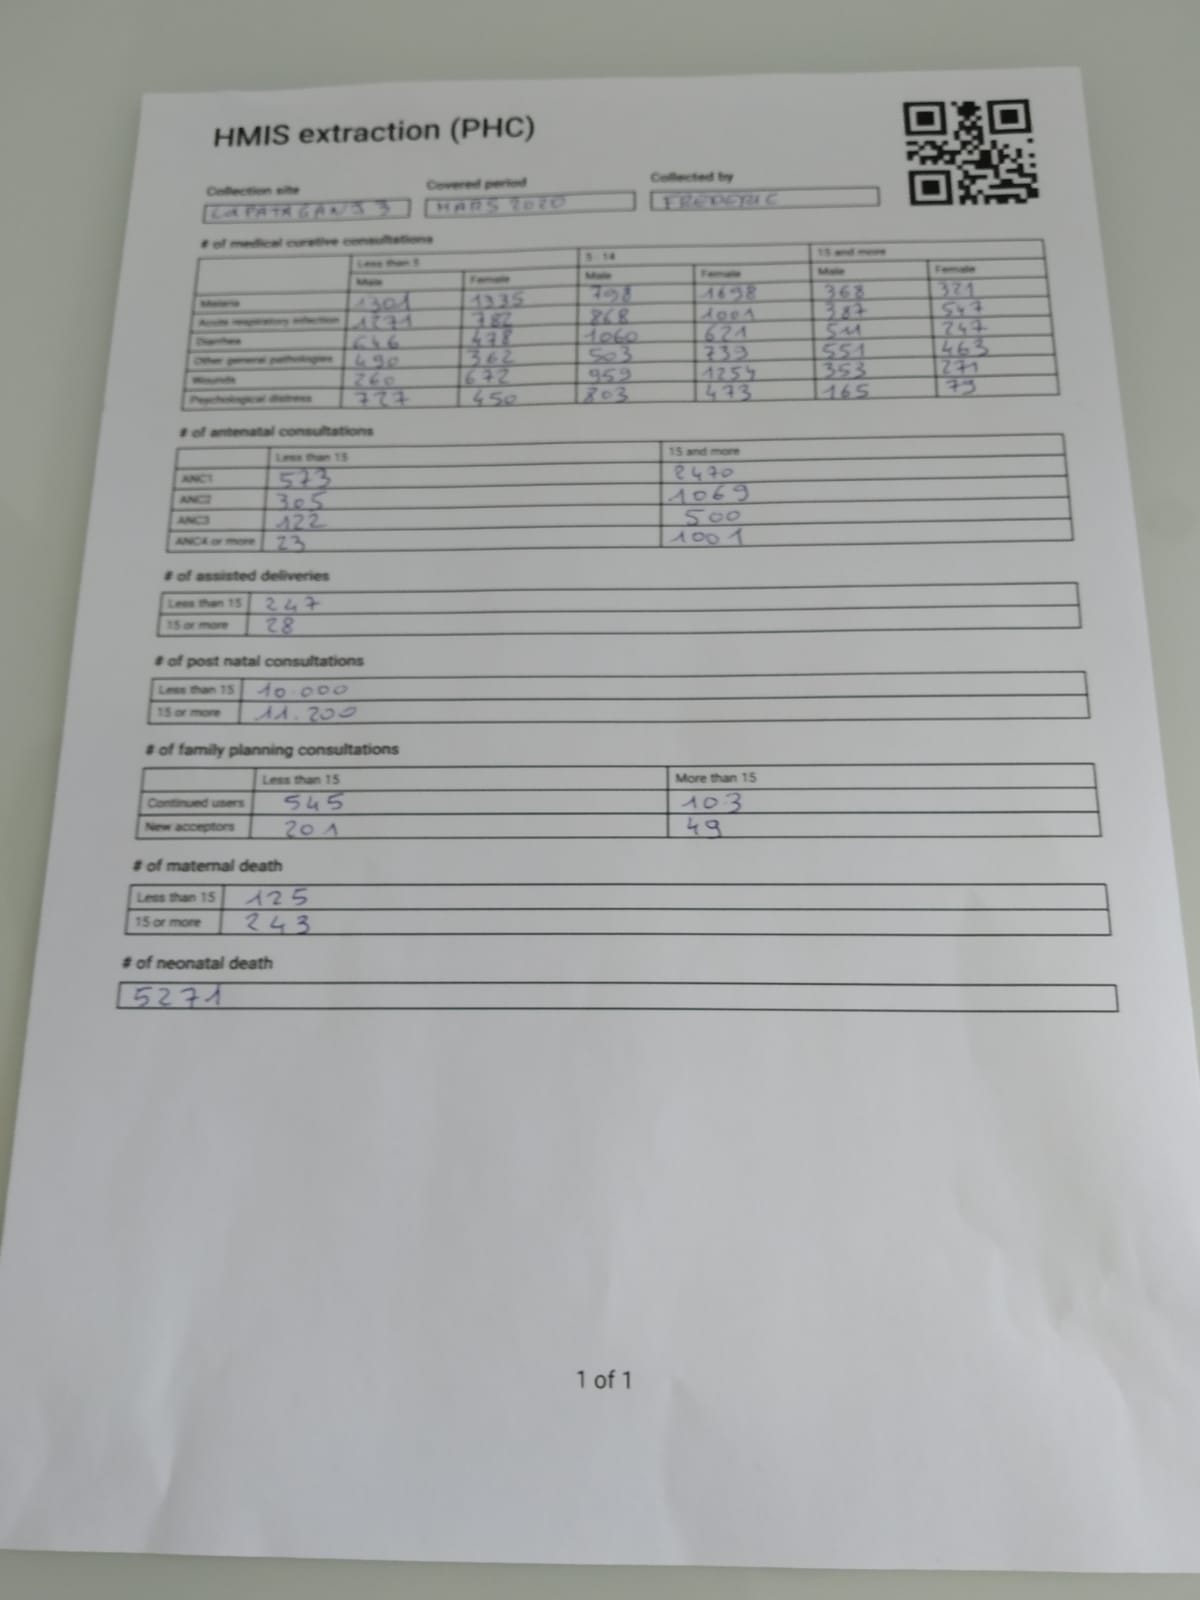 HMIS extraction (PHC)
Collection site Covered period Collected by
MARS 2020 FREDERIC
# of medical curative consultations
Less than 5 5 - 14 15 and more
Male Female Male Female Male Female
Malaria 1301 1335 798 1698 368 321
Acute respiratory infection 1271 782 868 1001 387 547
Diarrhea 646 478 1060 621 511 247
Other general pathologies 490 362 503 739 551 463
Wounds 260 672 959 1254 353 271
Psychological distress 727 450 803 473 165 79
# of antenatal consultations
Less than 15 15 and more
ANC1 573 2470
ANC2 305 1069
ANC3 122 500
ANC4 or more 23 1001
# of assisted deliveries
Less than 15 247
15 or more 28
# of post natal consultations
Less than 15 10.000
15 or more 11.200
# of family planning consultations
Less than 15 More than 15
Continued users 545 103
New acceptors 201 49
# of maternal death
Less than 15 125
15 or more 243
# of neonatal death
5271
1 of 1